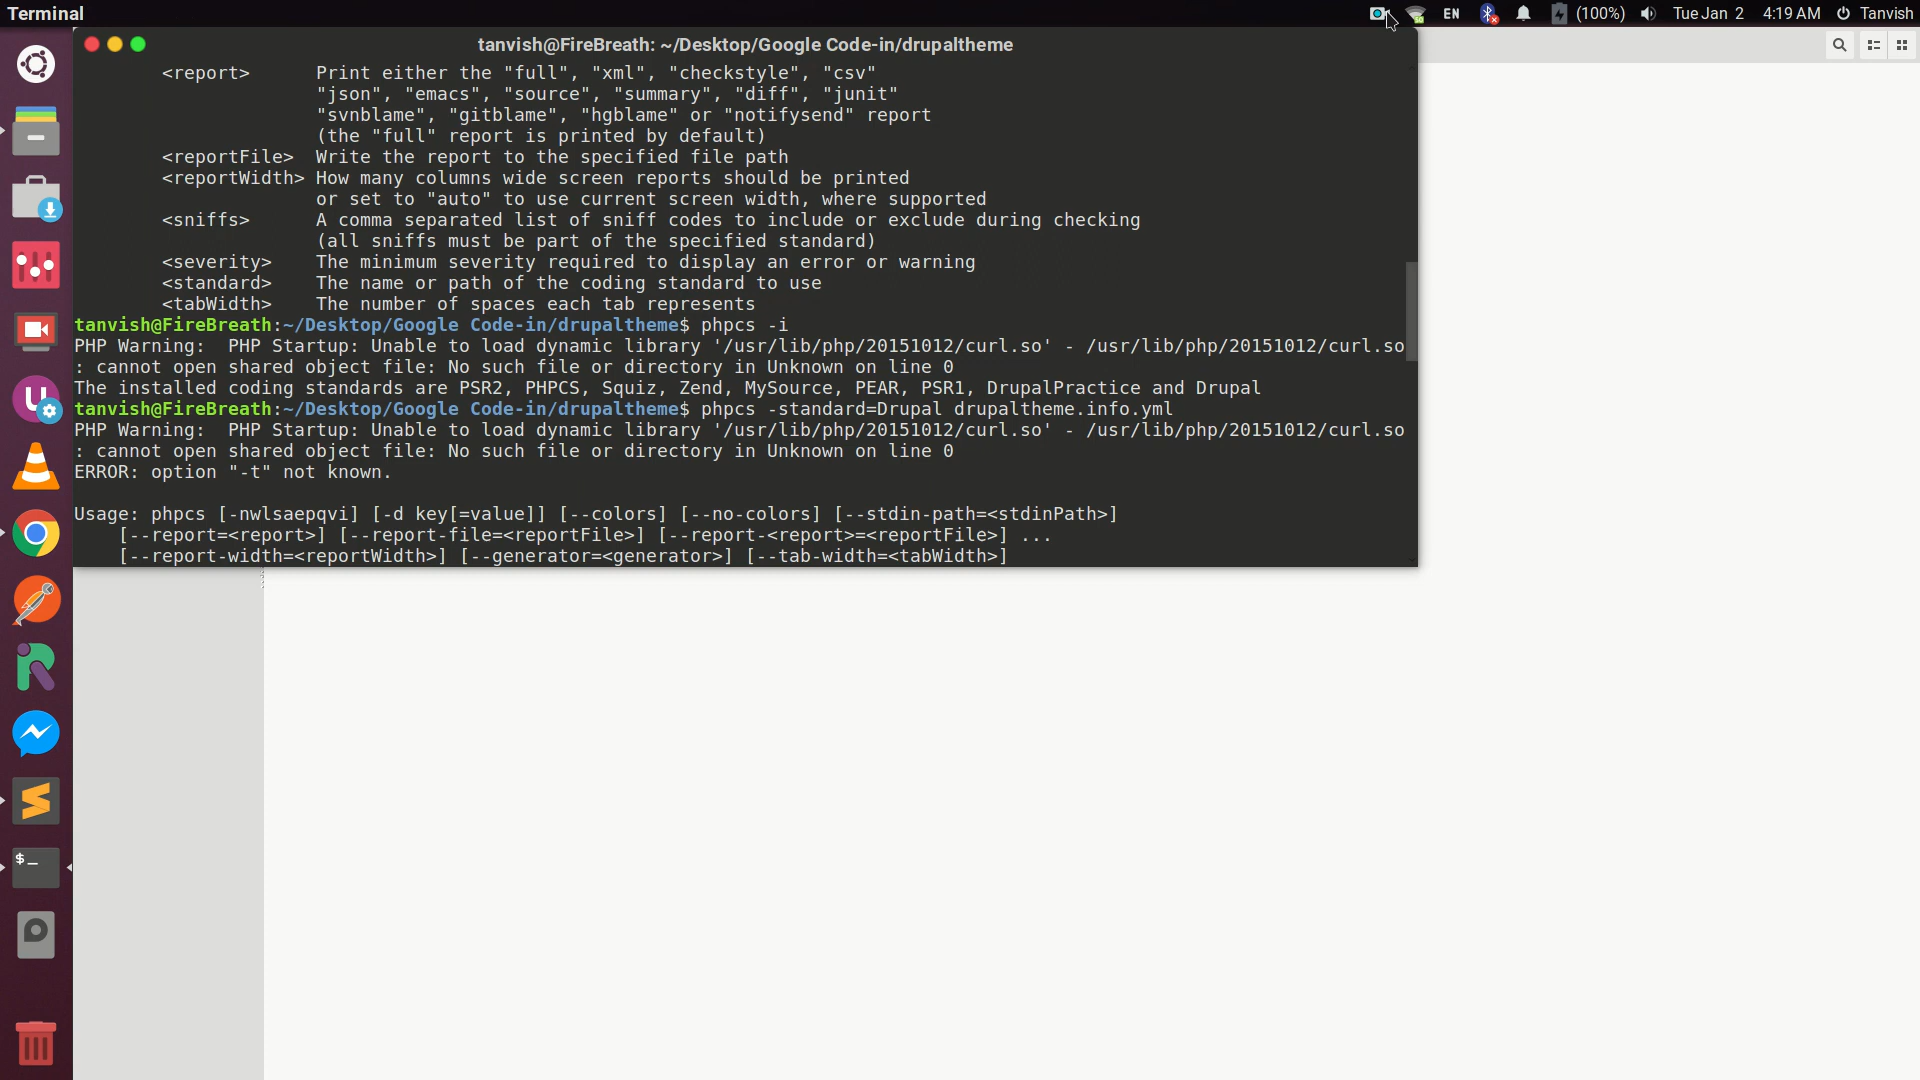 Terminal
EN
(100%)
Tue Jan 2
4:19 AM
Tanvish
tanvish@FireBreath: ~/Desktop/Google Code-in/drupaltheme
<report> Print either the "full", "xml", "checkstyle", "csv"
"json", "emacs", "source", "summary", "diff", "junit"
"svnblame", "gitblame", "hgblame" or "notifysend" report
(the "full" report is printed by default)
<reportFile> Write the report to the specified file path
<reportWidth> How many columns wide screen reports should be printed
or set to "auto" to use current screen width, where supported
<sniffs> A comma separated list of sniff codes to include or exclude during checking
(all sniffs must be part of the specified standard)
<severity> The minimum severity required to display an error or warning
<standard> The name or path of the coding standard to use
<tabWidth> The number of spaces each tab represents
tanvish@FireBreath:~/Desktop/Google Code-in/drupaltheme$ phpcs -i
PHP Warning:  PHP Startup: Unable to load dynamic library '/usr/lib/php/20151012/curl.so' - /usr/lib/php/20151012/curl.so
: cannot open shared object file: No such file or directory in Unknown on line 0
The installed coding standards are PSR2, PHPCS, Squiz, Zend, MySource, PEAR, PSR1, DrupalPractice and Drupal
tanvish@FireBreath:~/Desktop/Google Code-in/drupaltheme$ phpcs -standard=Drupal drupaltheme.info.yml
PHP Warning:  PHP Startup: Unable to load dynamic library '/usr/lib/php/20151012/curl.so' - /usr/lib/php/20151012/curl.so
: cannot open shared object file: No such file or directory in Unknown on line 0
ERROR: option "-t" not known.
Usage: phpcs [-nwlsaepqvi] [-d key[=value]] [--colors] [--no-colors] [--stdin-path=<stdinPath>]
[--report=<report>] [--report-file=<reportFile>] [--report-<report>=<reportFile>] ...
[--report-width=<reportWidth>] [--generator=<generator>] [--tab-width=<tabWidth>]